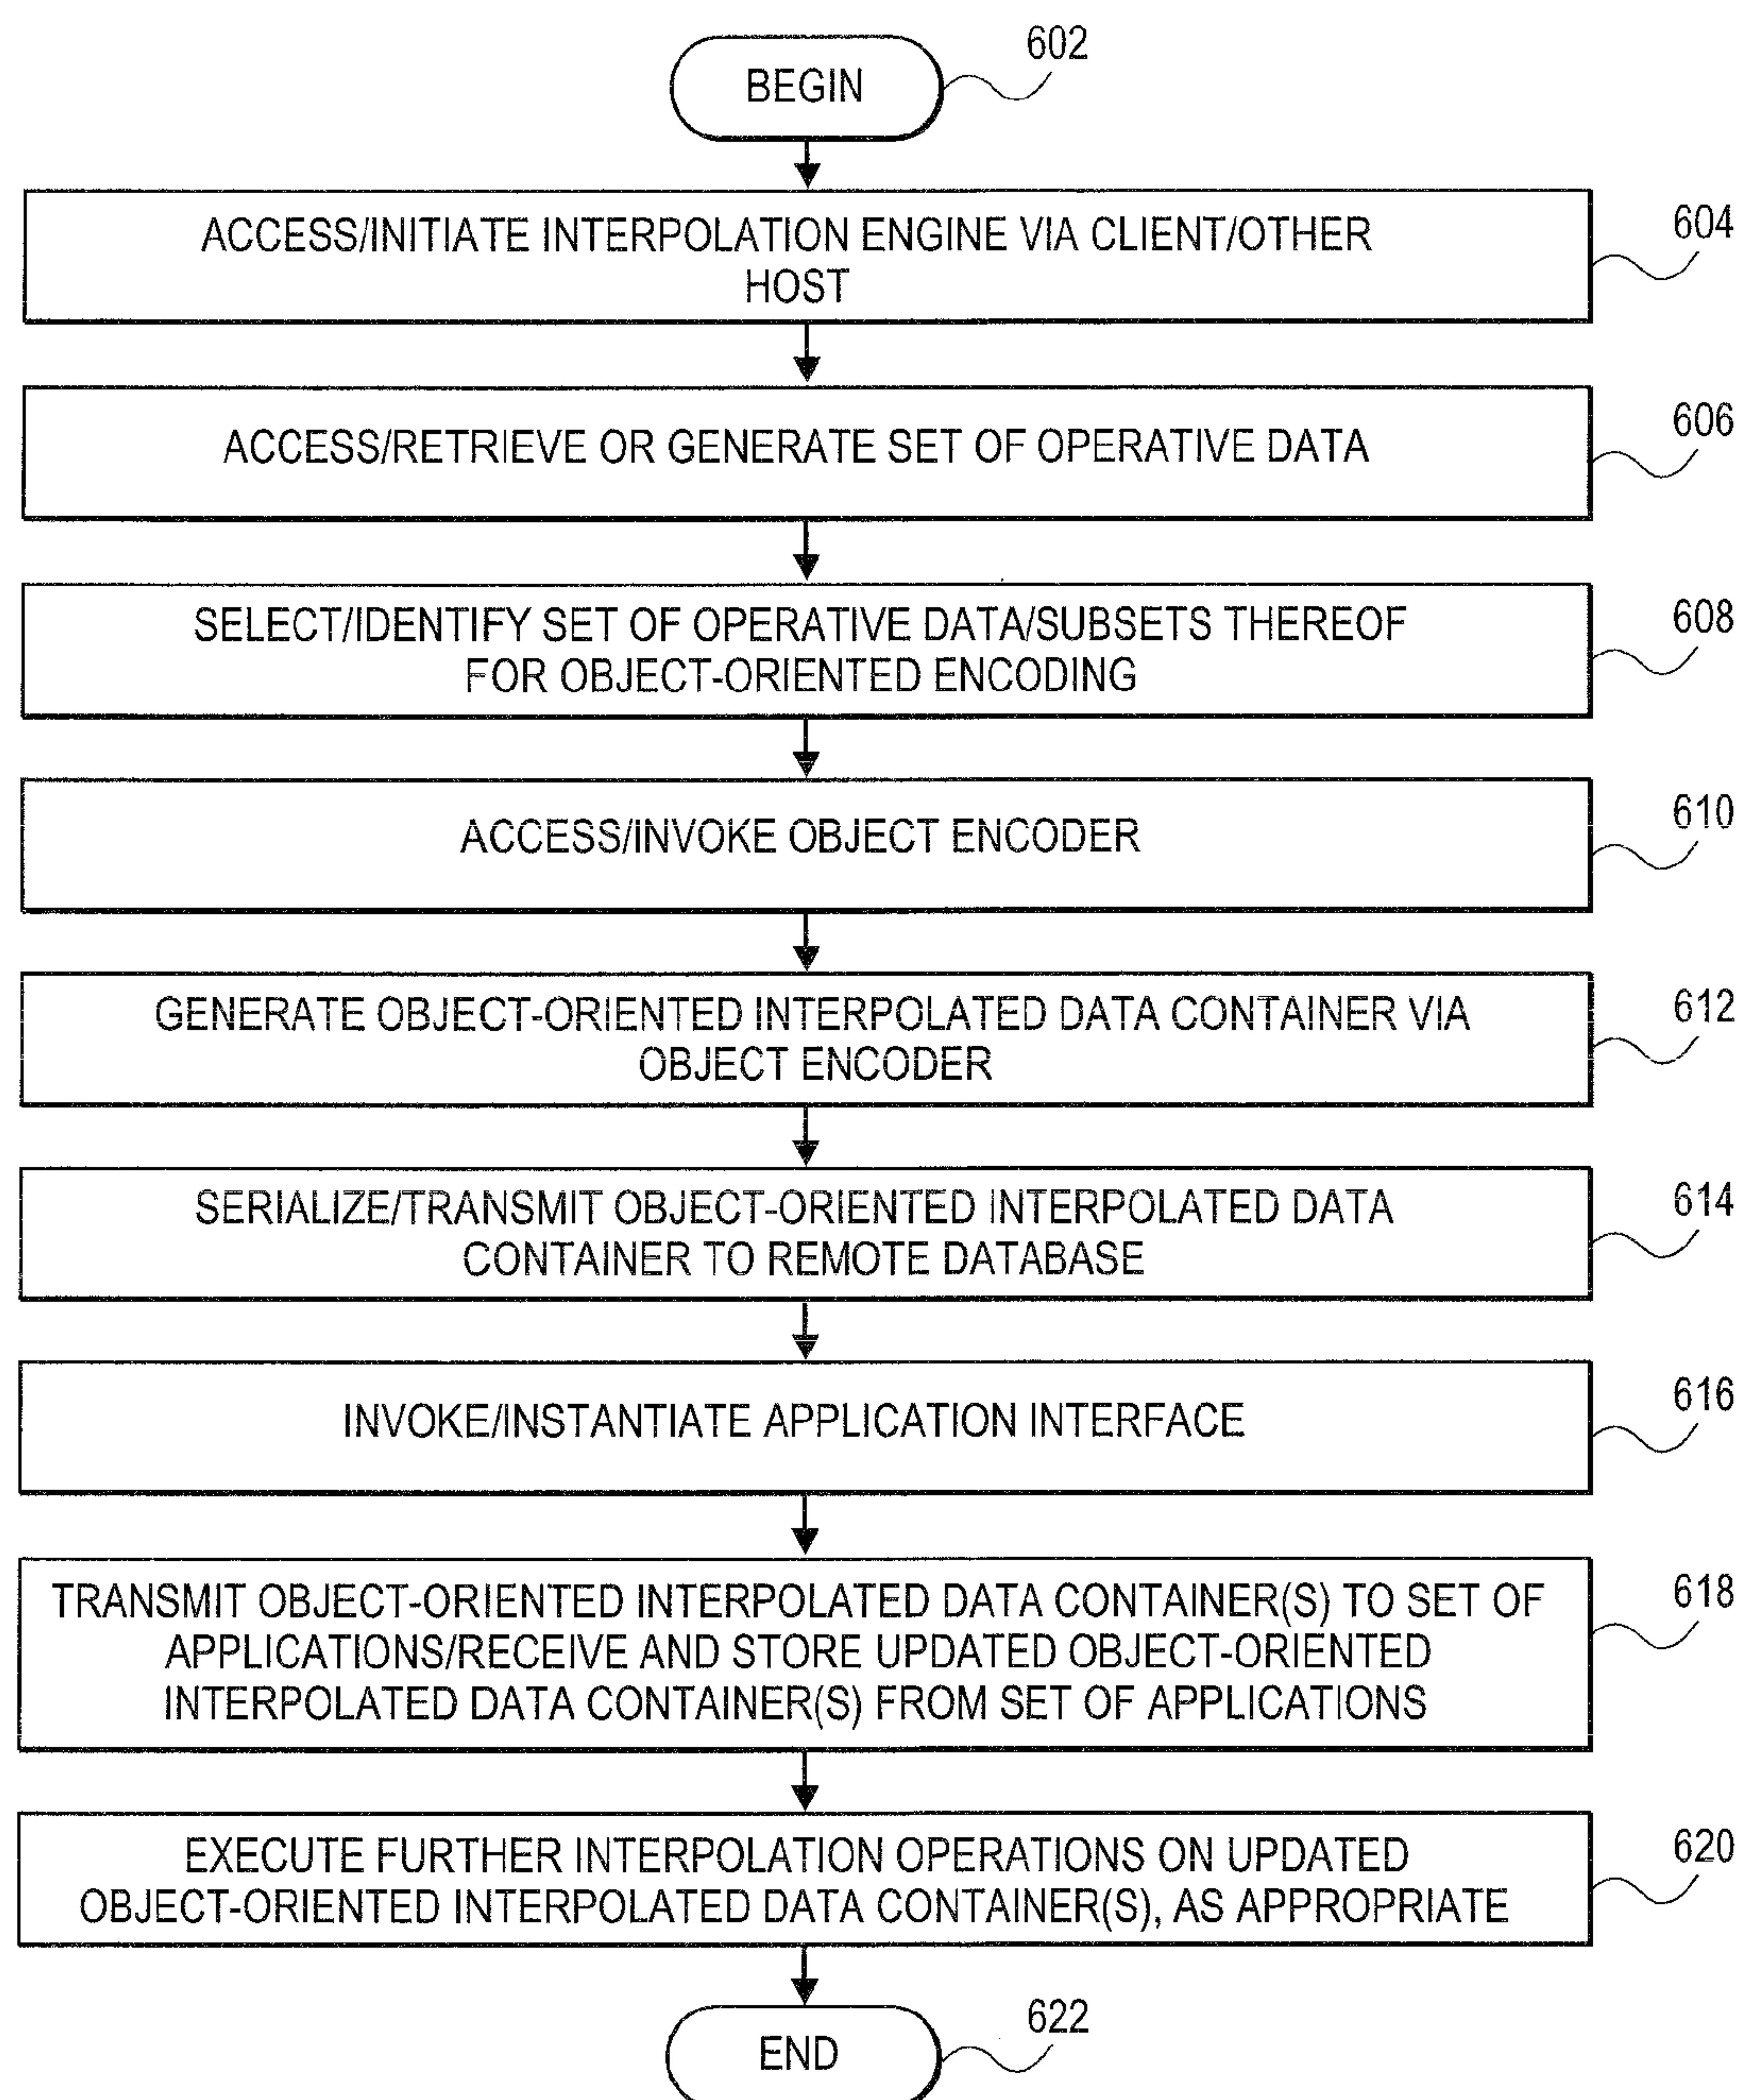 BEGIN
602
ACCESS/INITIATE INTERPOLATION ENGINE VIA CLIENT/OTHER
HOST
604
ACCESS/RETRIEVE OR GENERATE SET OF OPERATIVE DATA
606
SELECT/IDENTIFY SET OF OPERATIVE DATA/SUBSETS THEREOF
FOR OBJECT-ORIENTED ENCODING
608
ACCESS/INVOKE OBJECT ENCODER
610
GENERATE OBJECT-ORIENTED INTERPOLATED DATA CONTAINER VIA
OBJECT ENCODER
612
SERIALIZE/TRANSMIT OBJECT-ORIENTED INTERPOLATED DATA
CONTAINER TO REMOTE DATABASE
614
INVOKE/INSTANTIATE APPLICATION INTERFACE
616
TRANSMIT OBJECT-ORIENTED INTERPOLATED DATA CONTAINER(S) TO SET OF
APPLICATIONS/RECEIVE AND STORE UPDATED OBJECT-ORIENTED
INTERPOLATED DATA CONTAINER(S) FROM SET OF APPLICATIONS
618
EXECUTE FURTHER INTERPOLATION OPERATIONS ON UPDATED
OBJECT-ORIENTED INTERPOLATED DATA CONTAINER(S), AS APPROPRIATE
620
END
622